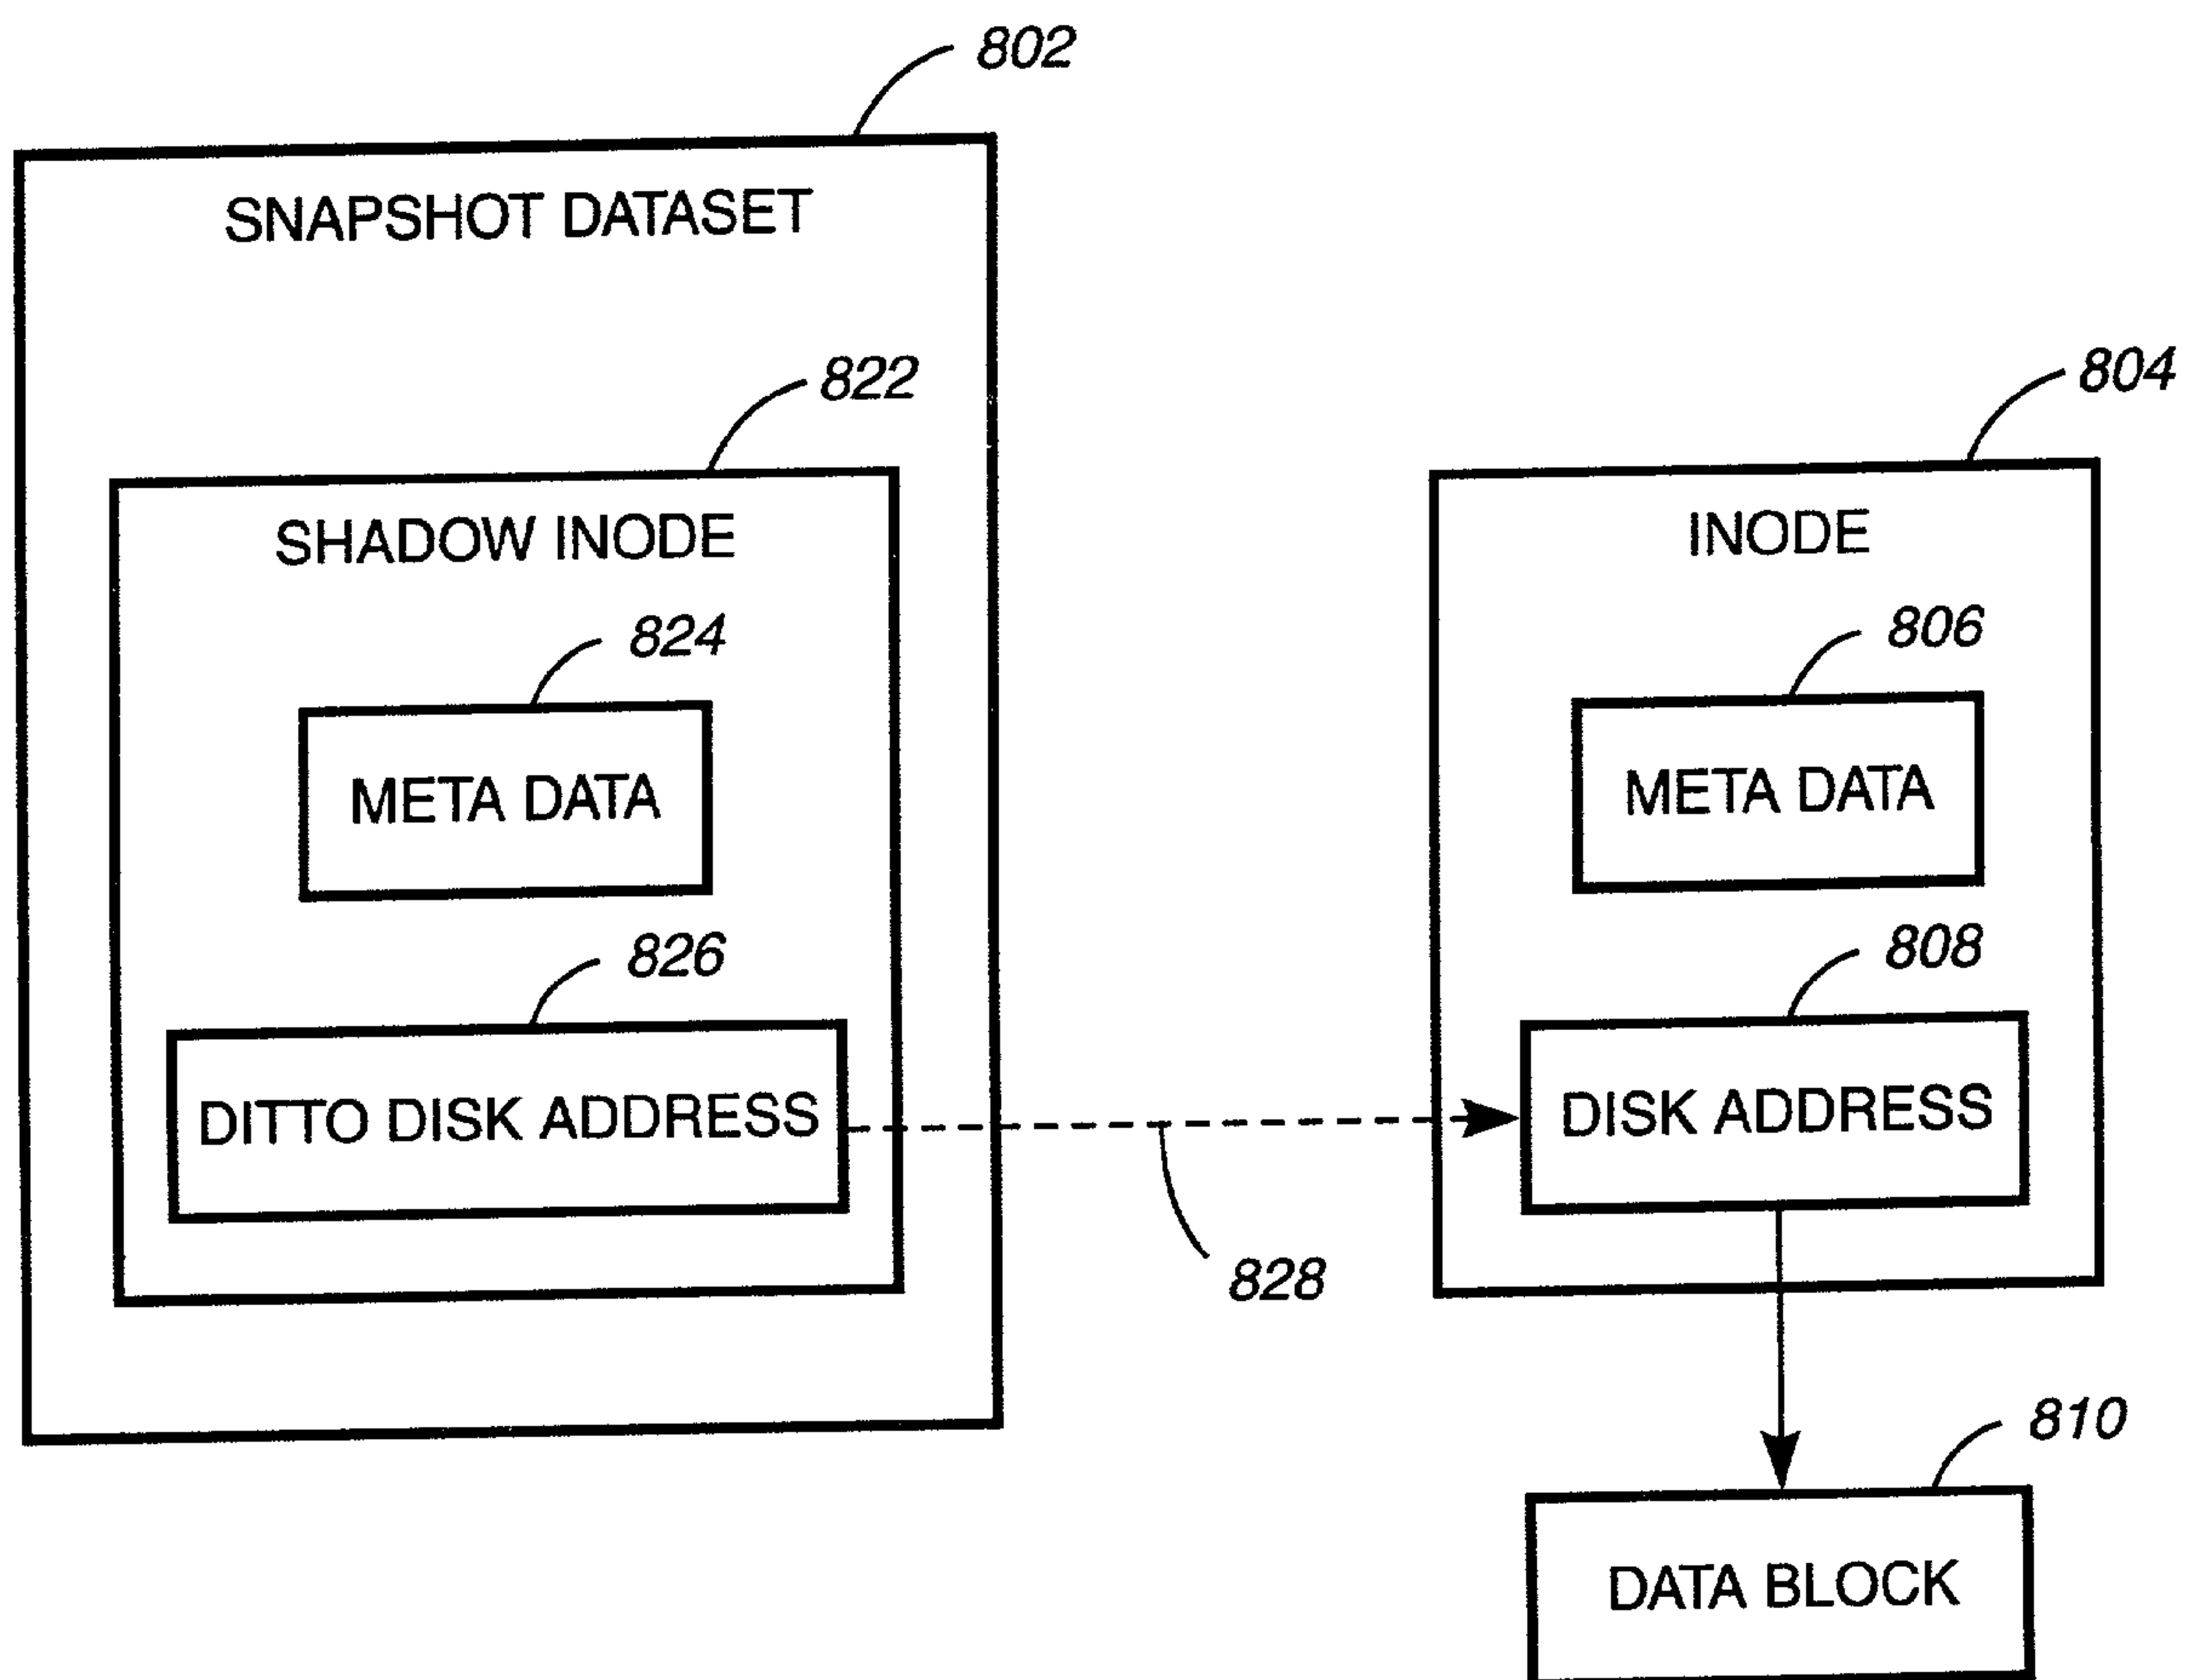 802
SNAPSHOT DATASET
822
804
SHADOW INODE
INODE
824
806
META DATA
META DATA
826
808
DITTO DISK ADDRESS
DISK ADDRESS
828
810
DATA BLOCK